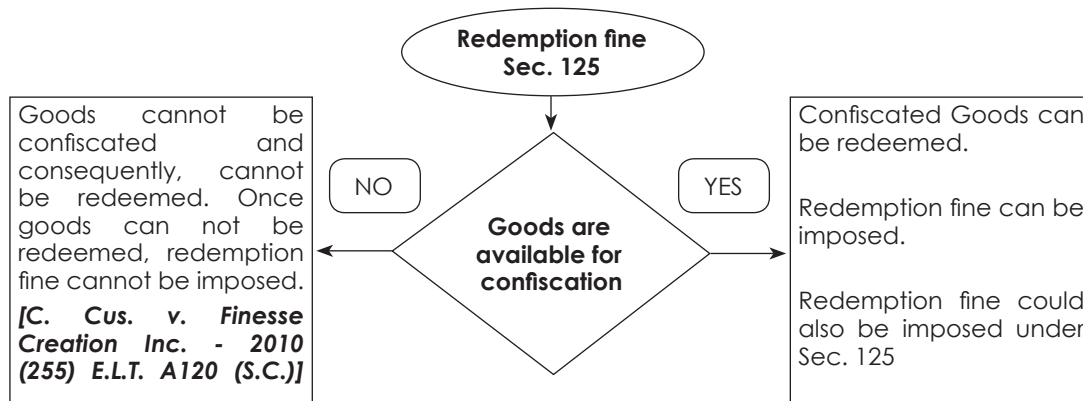 Redemption fine
Sec. 125
Goods cannot be
confiscated and
consequently, cannot
be redeemed. Once
goods can not be
redeemed, redemption
fine cannot be imposed.
[C. Cus. v. Finesse
Creation Inc. - 2010
(255) E.L.T. A120 (S.C.)]
NO
Goods are
available for
confiscation
YES
Confiscated Goods can
be redeemed.
Redemption fine can be
imposed.
Redemption fine could
also be imposed under
Sec. 125